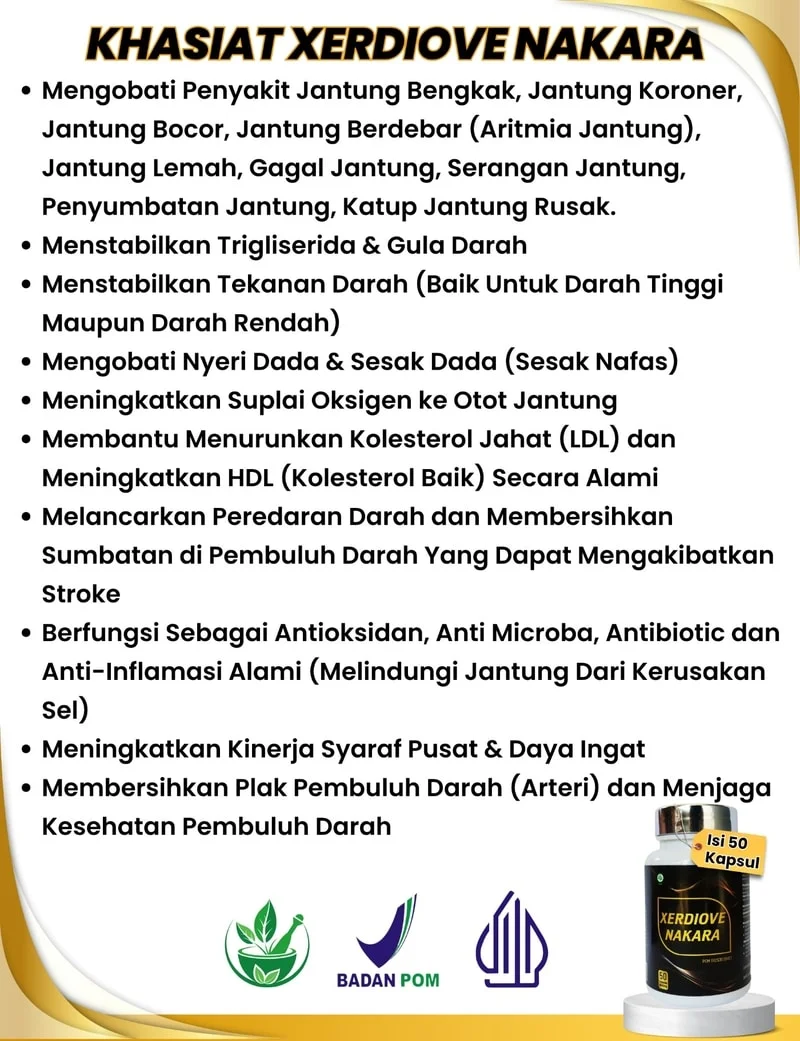 KHASIAT XERDIOVE NAKARA
• Mengobati Penyakit Jantung Bengkak, Jantung Koroner,
Jantung Bocor, Jantung Berdebar (Aritmia Jantung),
Jantung Lemah, Gagal Jantung, Serangan Jantung,
Penyumbatan Jantung, Katup Jantung Rusak.
• Menstabilkan Trigliserida & Gula Darah
• Menstabilkan Tekanan Darah (Baik Untuk Darah Tinggi
Maupun Darah Rendah)
• Mengobati Nyeri Dada & Sesak Dada (Sesak Nafas)
• Meningkatkan Suplai Oksigen ke Otot Jantung
• Membantu Menurunkan Kolesterol Jahat (LDL) dan
Meningkatkan HDL (Kolesterol Baik) Secara Alami
• Melancarkan Peredaran Darah dan Membersihkan
Sumbatan di Pembuluh Darah Yang Dapat Mengakibatkan
Stroke
• Berfungsi Sebagai Antioksidan, Anti Microba, Antibiotic dan
Anti-Inflamasi Alami (Melindungi Jantung Dari Kerusakan
Sel)
• Meningkatkan Kinerja Syaraf Pusat & Daya Ingat
• Membersihkan Plak Pembuluh Darah (Arteri) dan Menjaga
Kesehatan Pembuluh Darah
Isi 50
Kapsul
XERDIOVE
NAKARA
50
BADAN POM